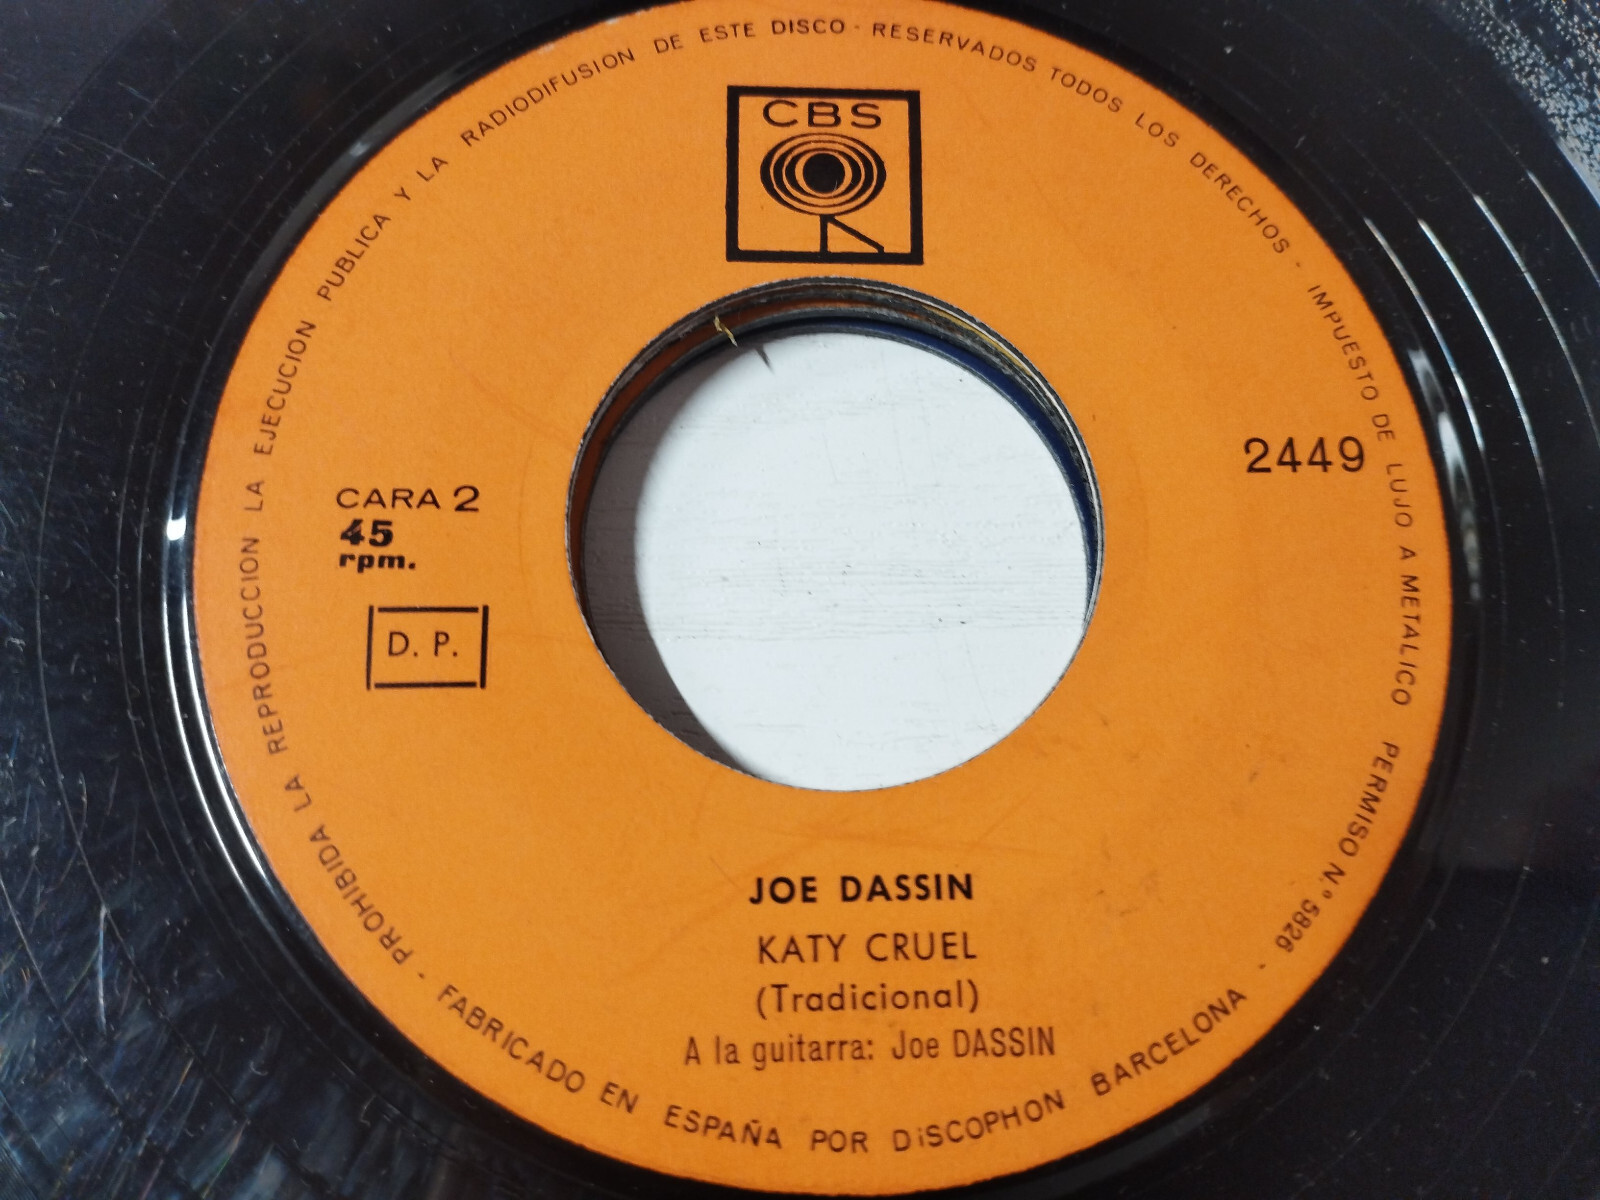 PROHIBIDA LA REPRODUCCION LA EJECUCION PUBLICA Y LA RADIODIFUSION DE ESTE DISCO - RESERVADOS TODOS LOS DERECHOS - IMPUESTO DE LUJO A METALICO PERMISO N.º 5826 -
CBS
2449
CARA 2
45
rpm.
D. P.
JOE DASSIN
KATY CRUEL
(Tradicional)
A la guitarra: Joe DASSIN
FABRICADO EN ESPAÑA POR DiSCOPHON BARCELONA -